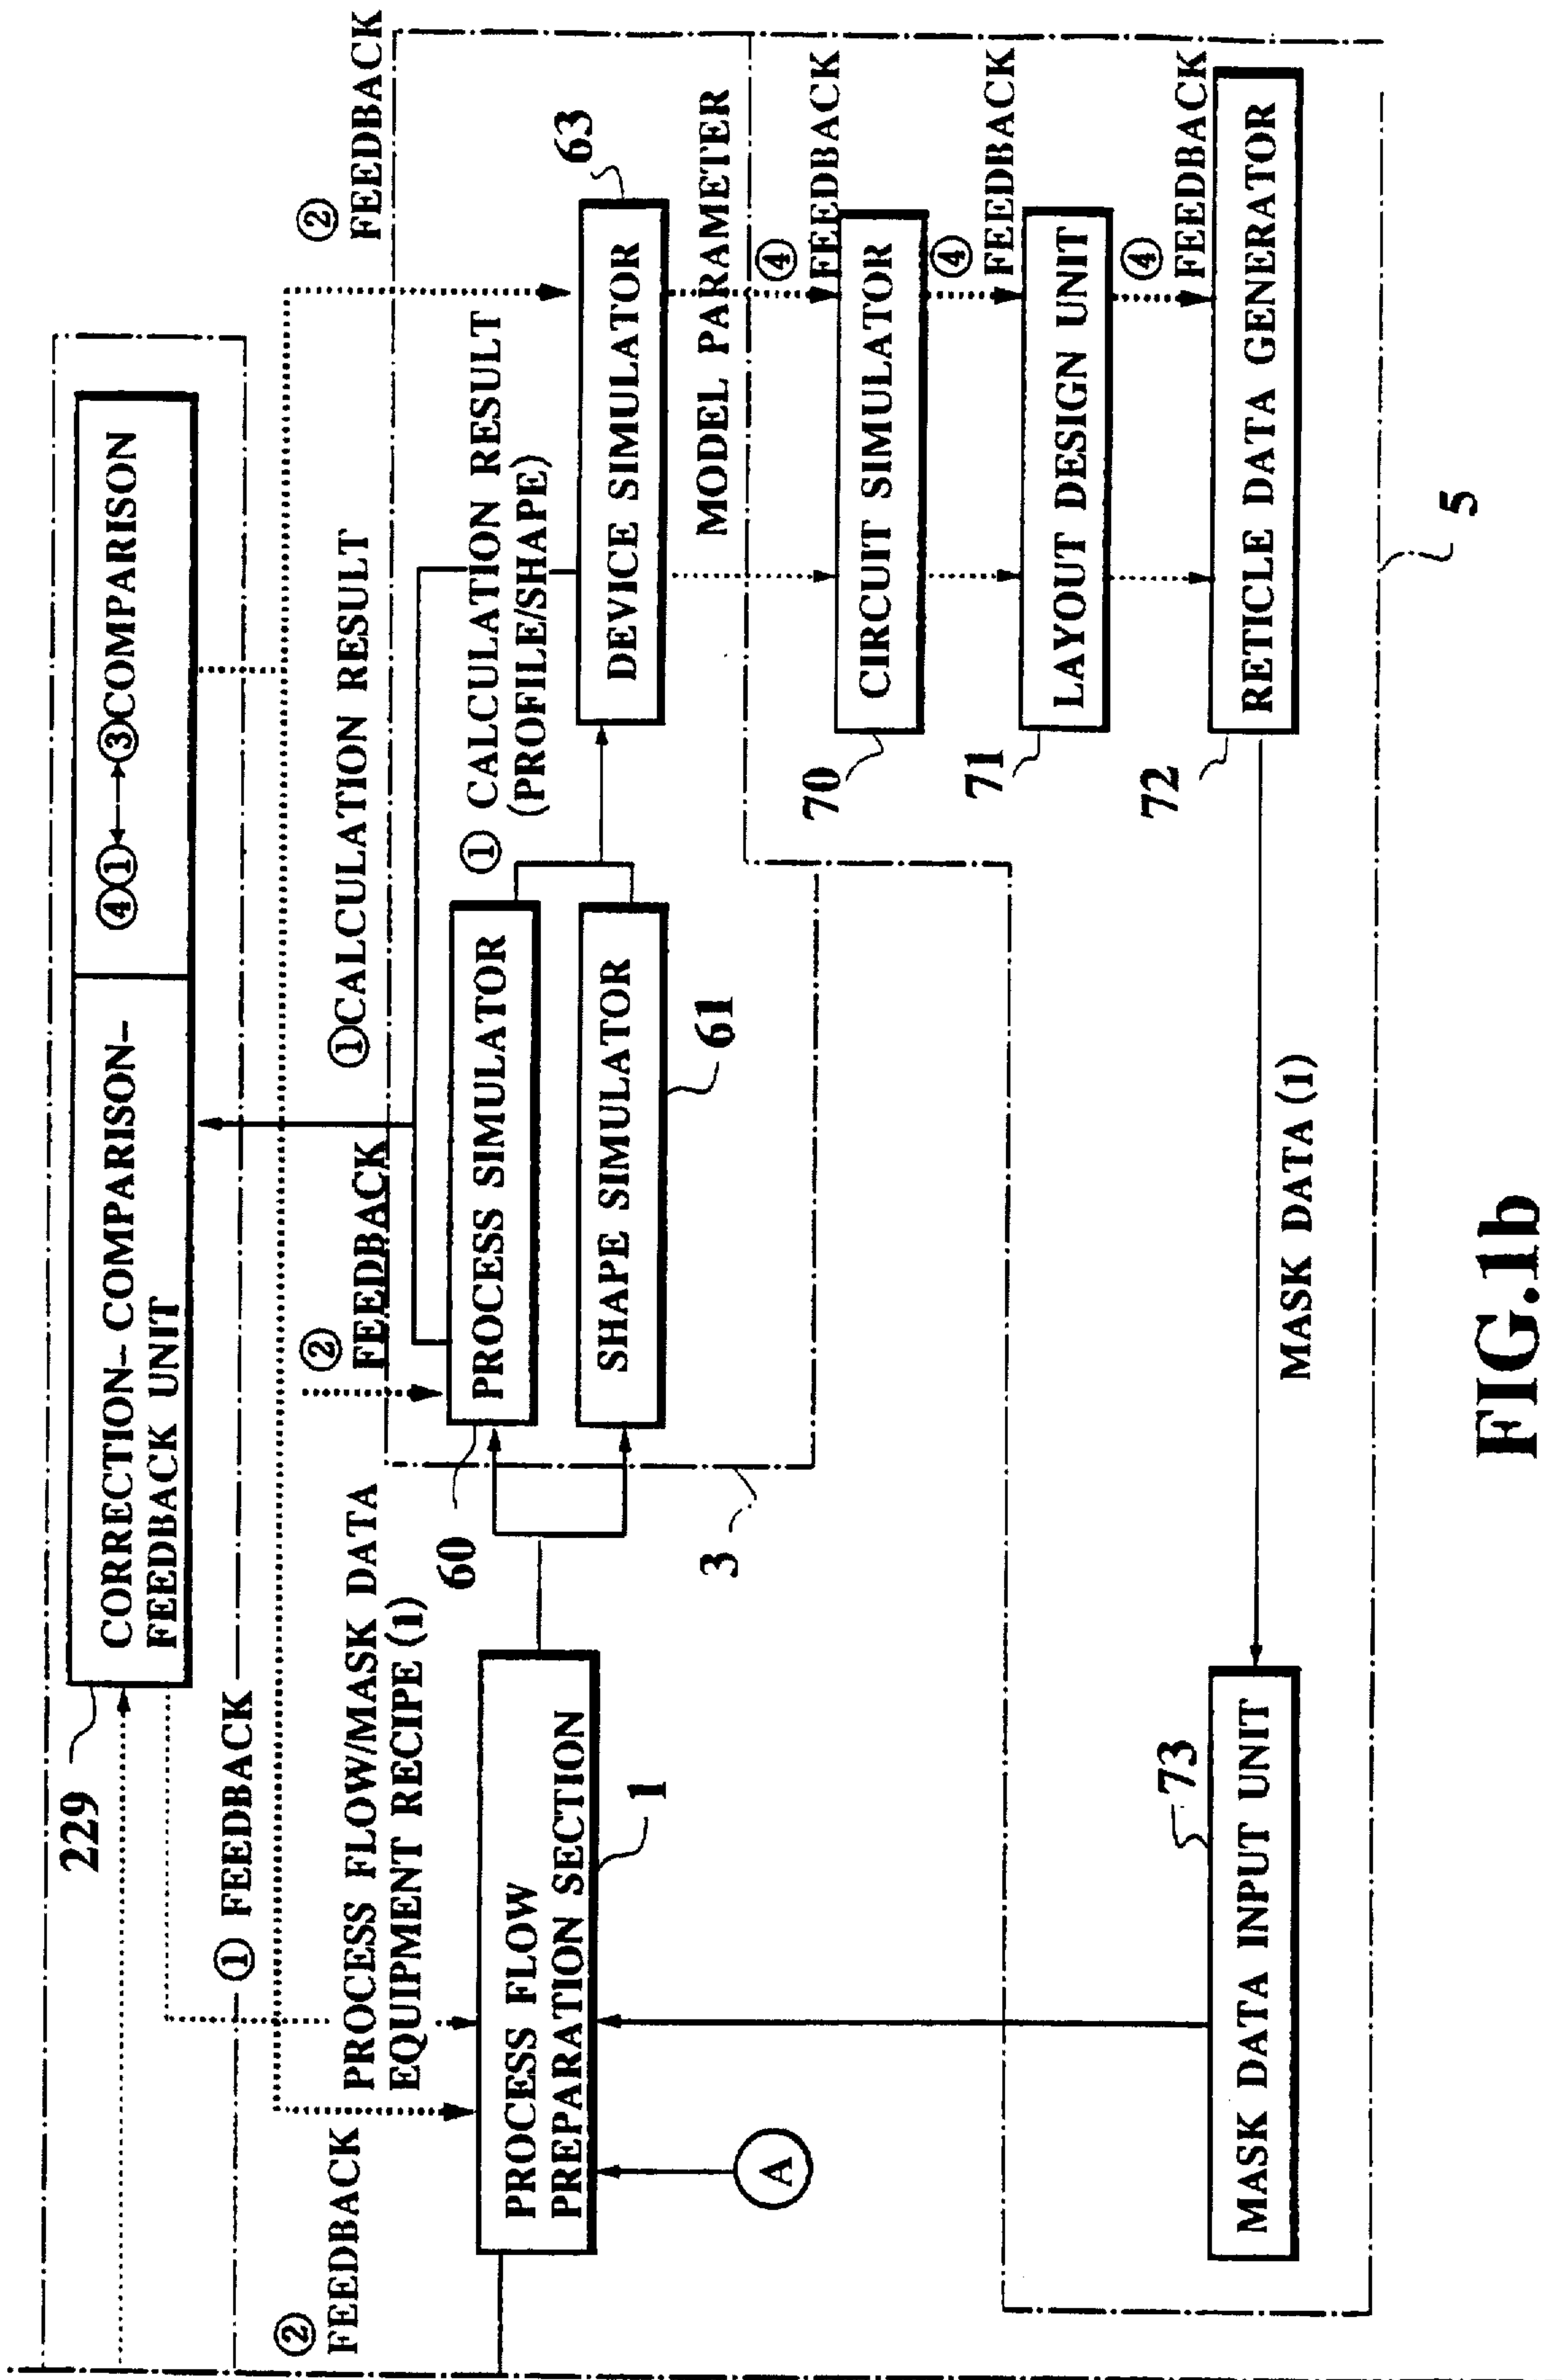 229
CORRECTION- COMPARISON-
FEEDBACK UNIT
④①↔③COMPARISON
① FEEDBACK
② FEEDBACK
PROCESS FLOW/MASK DATA
EQUIPMENT RECIPE (1)
② FEEDBACK
①CALCULATION RESULT
② FEEDBACK
PROCESS FLOW
PREPARATION SECTION
1
A
60
PROCESS SIMULATOR
SHAPE SIMULATOR
61
3
① CALCULATION RESULT
(PROFILE/SHAPE)
DEVICE SIMULATOR
63
MODEL PARAMETER
④ FEEDBACK
70
CIRCUIT SIMULATOR
④ FEEDBACK
71
LAYOUT DESIGN UNIT
④ FEEDBACK
72
RETICLE DATA GENERATOR
73
MASK DATA INPUT UNIT
MASK DATA (1)
5
FIG.1b